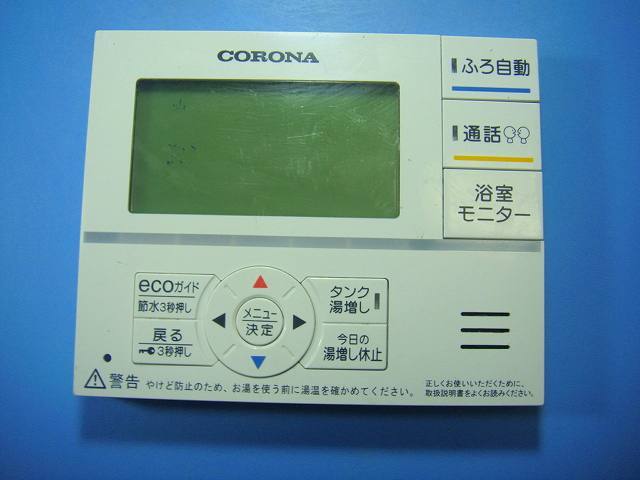 CORONA
ふろ自動
通話
浴室
モニター
ecoガイド
節水3秒押し
戻る
3秒押し
メニュー
決定
タンク
湯増し
今日の
湯増し休止
警告 やけど防止のため、お湯を使う前に湯温を確かめてください。
正しくお使いいただくために、
取扱説明書をよくお読みください。